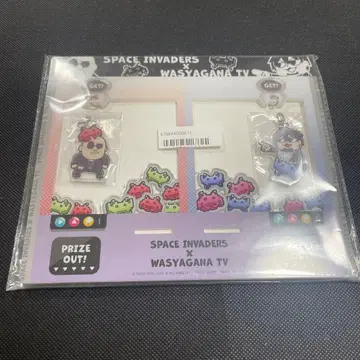 SPACE INVADERS
×
WASYAGANA TV
GET!
GET!
PRIZE
OUT!
SPACE INVADERS
×
WASYAGANA TV